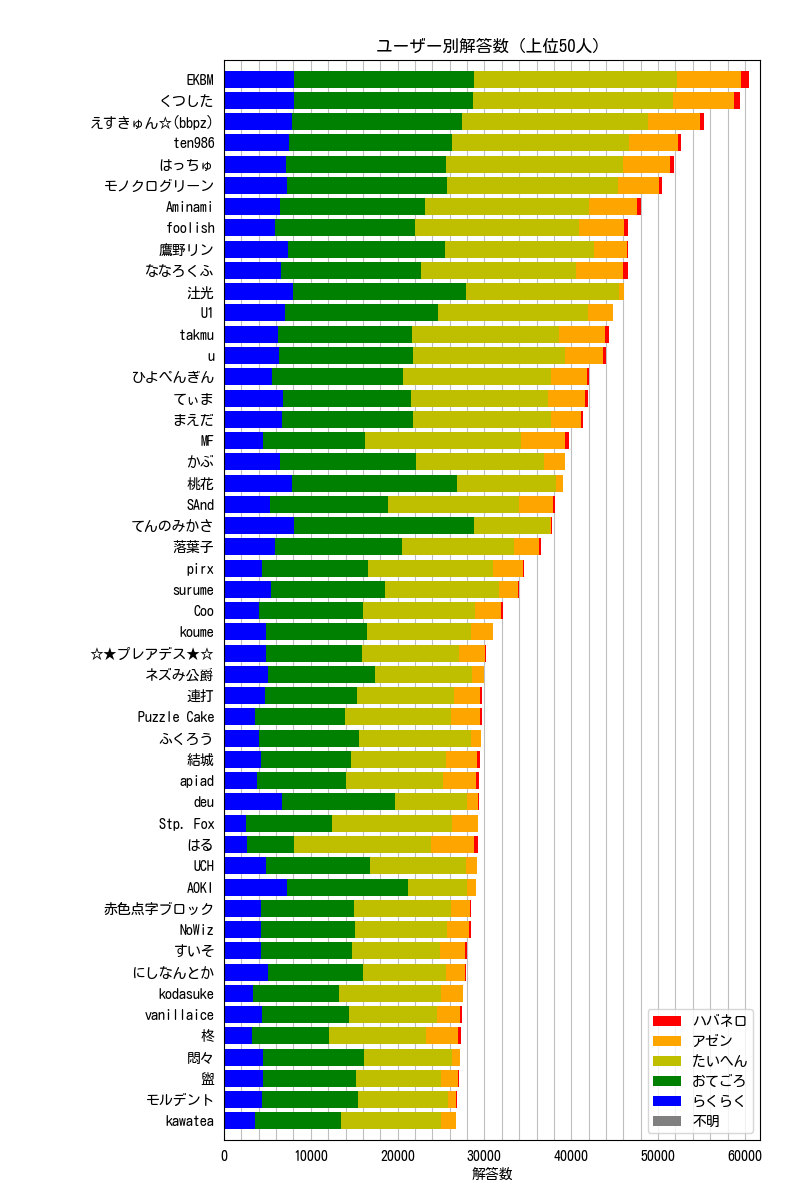 ユーザー別解答数 (上位50人)
EKBM
くつした
えすきゅん☆(bbpz)
ten986
はっちゅ
モノクログリーン
Aminami
foolish
鷹野リン
ななろくふ
汢光
U1
takmu
u
ひよぺんぎん
てぃま
まえだ
MF
かぶ
桃花
SAnd
てんのみかさ
落葉子
pirx
surume
Coo
koume
☆★プレアデス★☆
ネズみ公爵
連打
Puzzle Cake
ふくろう
結城
apiad
deu
Stp. Fox
はる
UCH
AOKI
赤色点字ブロック
NoWiz
すいそ
にしなんとか
kodasuke
vanillaice
柊
悶々
盥
モルデント
kawatea
ハバネロ
アゼン
たいへん
おてごろ
らくらく
不明
0 10000 20000 30000 40000 50000 60000
解答数